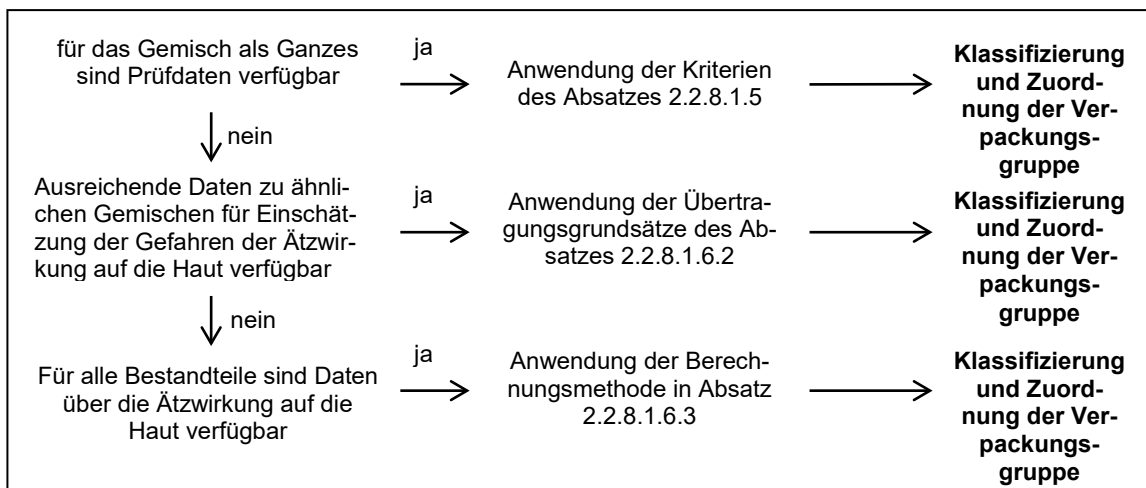 für das Gemisch als Ganzes
sind Prüfdaten verfügbar
ja
Anwendung der Kriterien
des Absatzes 2.2.8.1.5
Klassifizierung
und Zuord-
nung der Ver-
packungs-
gruppe
nein
Ausreichende Daten zu ähnli-
chen Gemischen für Einschät-
zung der Gefahren der Ätzwir-
kung auf die Haut verfügbar
ja
Anwendung der Übertra-
gungsgrundsätze des Ab-
satzes 2.2.8.1.6.2
Klassifizierung
und Zuord-
nung der Ver-
packungs-
gruppe
nein
Für alle Bestandteile sind Daten
über die Ätzwirkung auf die
Haut verfügbar
ja
Anwendung der Berech-
nungsmethode in Absatz
2.2.8.1.6.3
Klassifizierung
und Zuord-
nung der Ver-
packungs-
gruppe